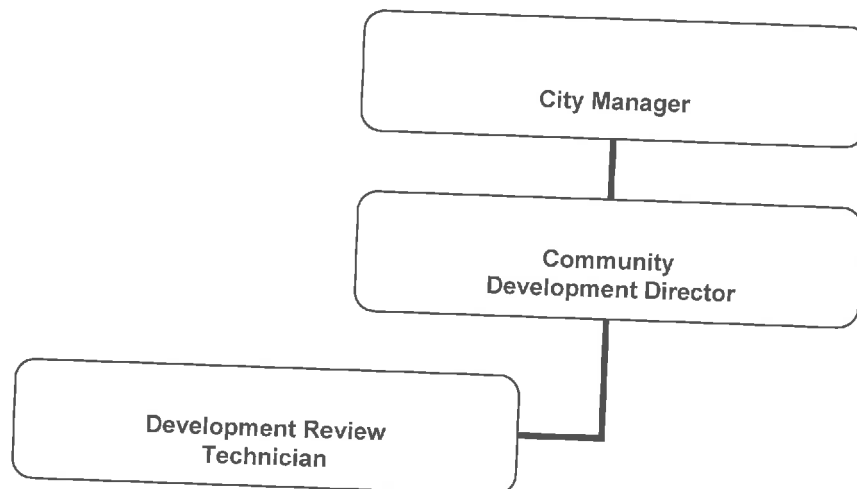 City Manager
Community
Development Director
Development Review
Technician